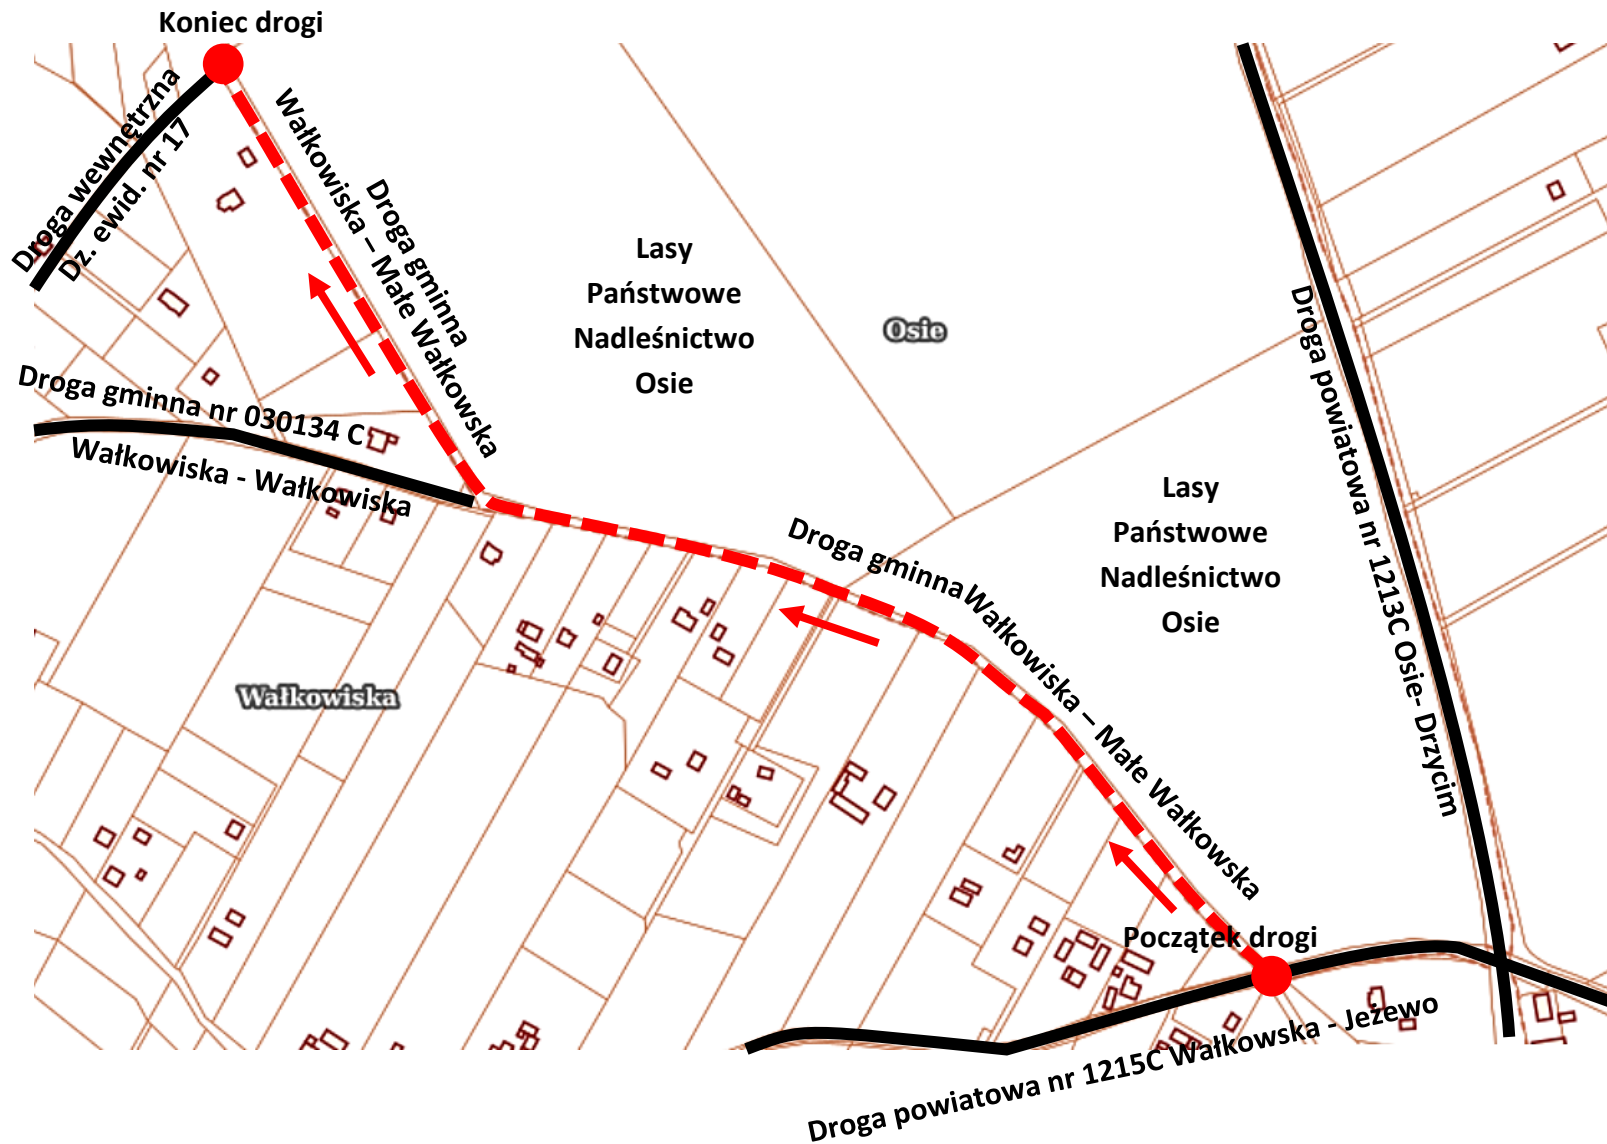 Koniec drogi
Droga wewnętrzna
Dz. ewid. nr 17
Droga gminna
Wałkowiska – Małe Wałkowska
Lasy
Państwowe
Nadleśnictwo
Osie
Osie
Droga powiatowa nr 1213C Osie- Drzycim
Droga gminna nr 030134 C
Wałkowiska - Wałkowiska
Lasy
Państwowe
Nadleśnictwo
Osie
Droga gminna Wałkowiska – Małe Wałkowska
Wałkowiska
Początek drogi
Droga powiatowa nr 1215C Wałkowska - Jeżewo